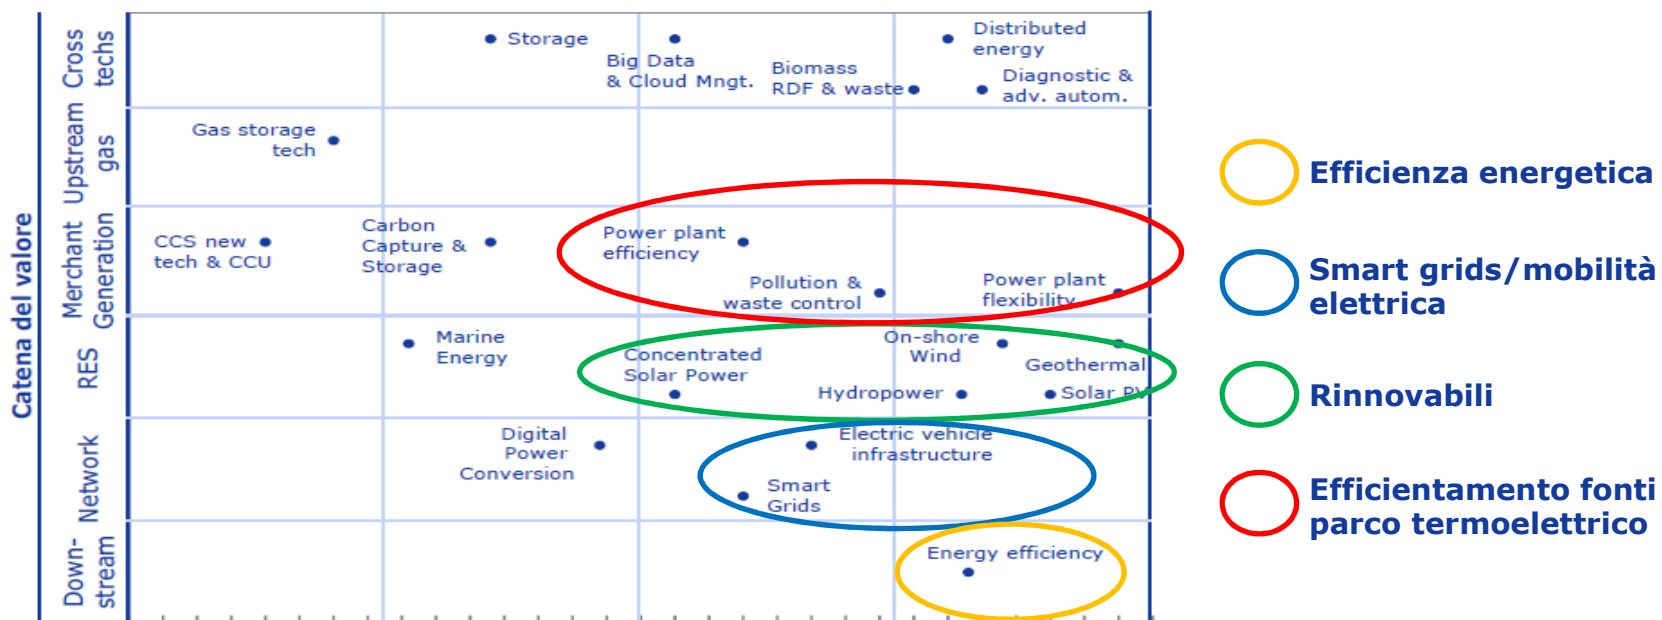 Catena del valore
Cross
techs
Storage
Big Data
& Cloud Mngt.
Biomass
RDF & waste
Distributed
energy
Diagnostic &
adv. autom.
Upstream
gas
Gas storage
tech
Merchant
Generation
CCS new
tech & CCU
Carbon
Capture &
Storage
Power plant
efficiency
Pollution &
waste control
Power plant
flexibility
RES
Marine
Energy
Concentrated
Solar Power
On-shore
Wind
Geothermal
Hydropower
Solar PV
Network
Digital
Power
Conversion
Electric vehicle
infrastructure
Smart
Grids
Down-
stream
Energy efficiency
Efficienza energetica
Smart grids/mobilità
elettrica
Rinnovabili
Efficientamento fonti
parco termoelettrico